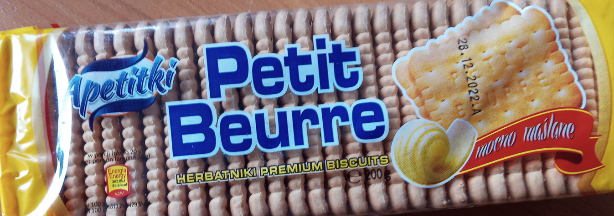 Apetitki
Petit
Beurre
HERBATNIKI PREMIUM BISCUITS
℮ 200g
28.12.2022.A
mocno maślane